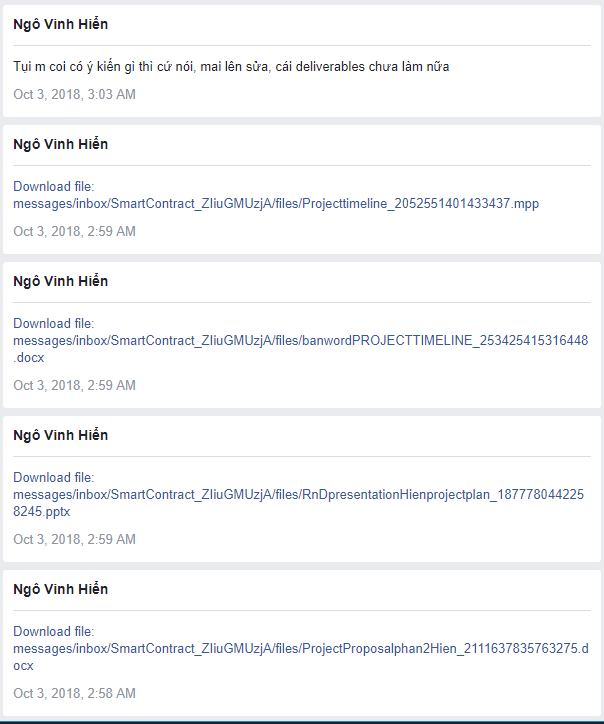 Ngô Vinh Hiển
Tụi m coi có ý kiến gì thì cứ nói, mai lên sửa, cái deliverables chưa làm nữa
Oct 3, 2018, 3:03 AM
Ngô Vinh Hiển
Download file:
messages/inbox/SmartContract_ZIiuGMUzjA/files/Projecttimeline_2052551401433437.mpp
Oct 3, 2018, 2:59 AM
Ngô Vinh Hiển
Download file:
messages/inbox/SmartContract_ZIiuGMUzjA/files/banwordPROJECTTIMELINE_253425415316448
.docx
Oct 3, 2018, 2:59 AM
Ngô Vinh Hiển
Download file:
messages/inbox/SmartContract_ZIiuGMUzjA/files/RnDpresentationHienprojectplan_187778044225
8245.pptx
Oct 3, 2018, 2:59 AM
Ngô Vinh Hiển
Download file:
messages/inbox/SmartContract_ZIiuGMUzjA/files/ProjectProposalphan2Hien_2111637835763275.d
ocx
Oct 3, 2018, 2:58 AM